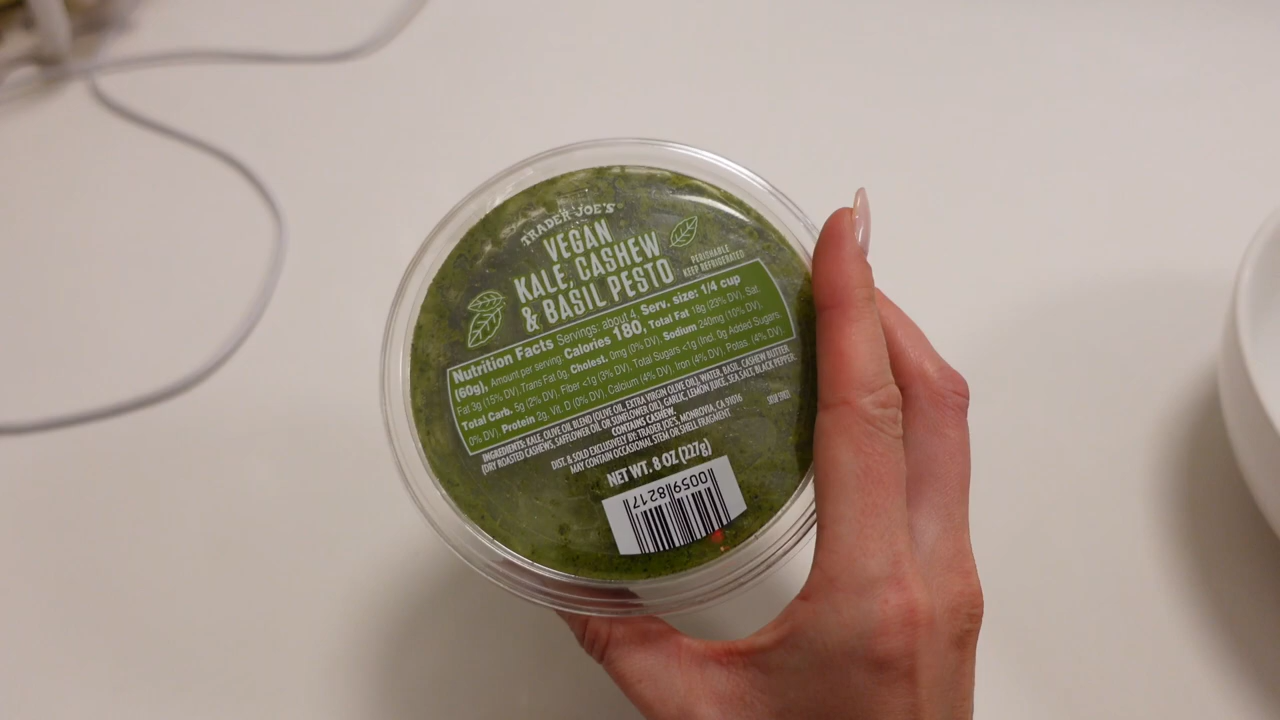 TRADER JOE'S
VEGAN
KALE, CASHEW
& BASIL PESTO
PERISHABLE
KEEP REFRIGERATED
Nutrition Facts Servings: about 4, Serv. size: 1/4 cup
(60g), Amount per serving: Calories 180, Total Fat 18g (23% DV), Sat.
Fat 3g (15% DV), Trans Fat 0g, Cholest. 0mg (0% DV), Sodium 240mg (10% DV),
Total Carb. 5g (2% DV), Fiber <1g (3% DV), Total Sugars <1g (Incl. 0g Added Sugars,
0% DV), Protein 2g, Vit. D (0% DV), Calcium (4% DV), Iron (4% DV), Potas. (4% DV)
INGREDIENTS: KALE, OLIVE OIL BLEND (OLIVE OIL, EXTRA VIRGIN OLIVE OIL), WATER, BASIL, CASHEW BUTTER
(DRY ROASTED CASHEWS, SAFFLOWER OIL OR SUNFLOWER OIL), GARLIC, LEMON JUICE, SEA SALT, BLACK PEPPER.
CONTAINS CASHEW.
DIST. & SOLD EXCLUSIVELY BY: TRADER JOE'S, MONROVIA, CA 91016
MAY CONTAIN OCCASIONAL STEM OR SHELL FRAGMENT
NET WT. 8 OZ (227g)
0059 8217